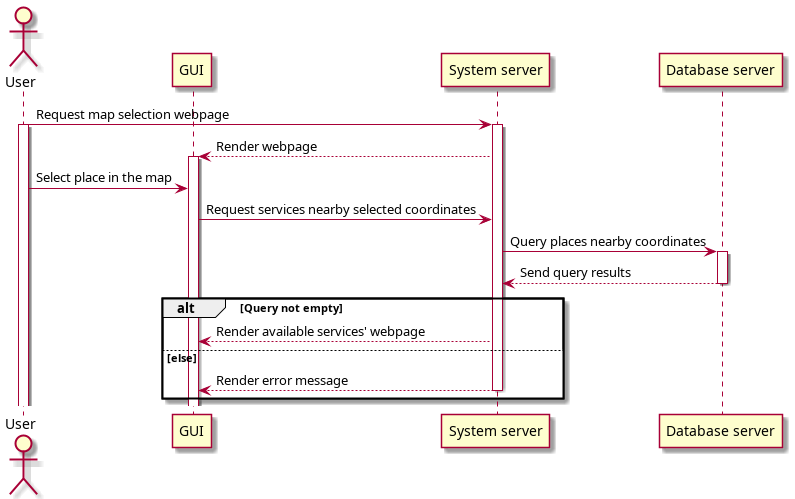 User
GUI
System server
Database server
Request map selection webpage
Render webpage
Select place in the map
Request services nearby selected coordinates
Query places nearby coordinates
Send query results
alt [Query not empty]
Render available services' webpage
[else]
Render error message
User
GUI
System server
Database server